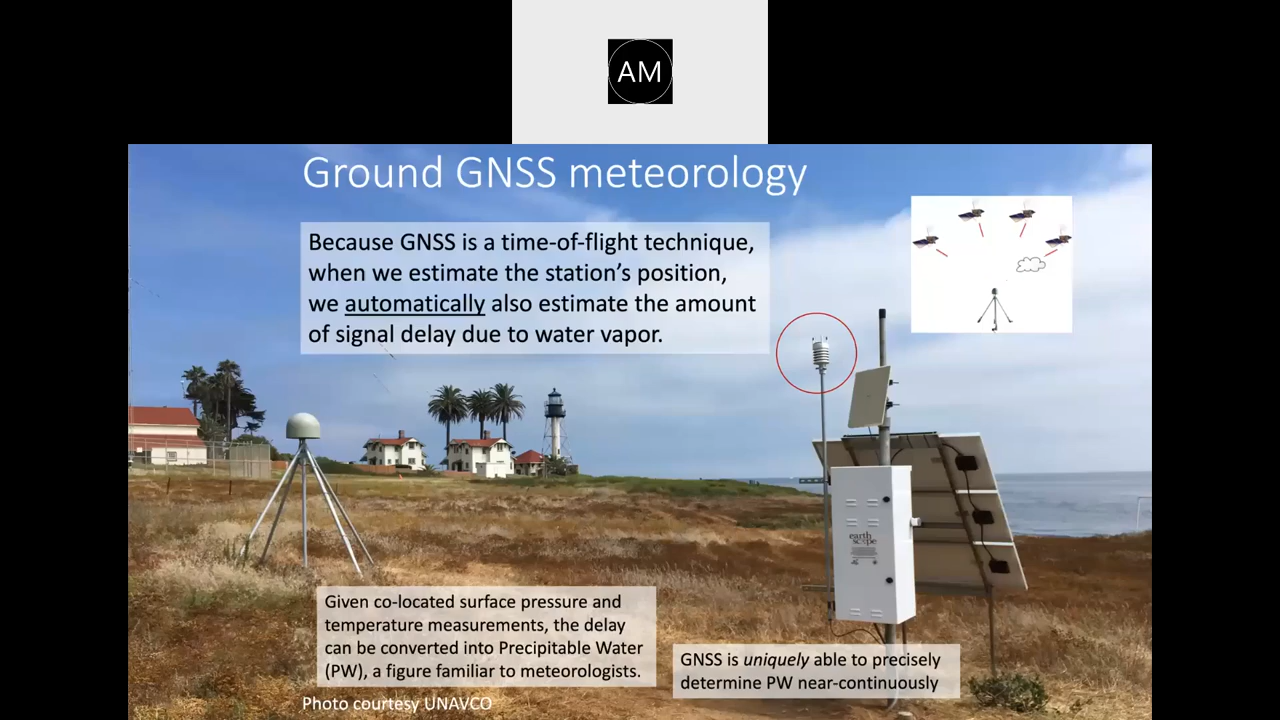 AM
Ground GNSS meteorology
Because GNSS is a time-of-flight technique,
when we estimate the station's position,
we automatically also estimate the amount
of signal delay due to water vapor.
earth
scope
Given co-located surface pressure and
temperature measurements, the delay
can be converted into Precipitable Water
(PW), a figure familiar to meteorologists.
GNSS is uniquely able to precisely
determine PW near-continuously
Photo courtesy UNAVCO